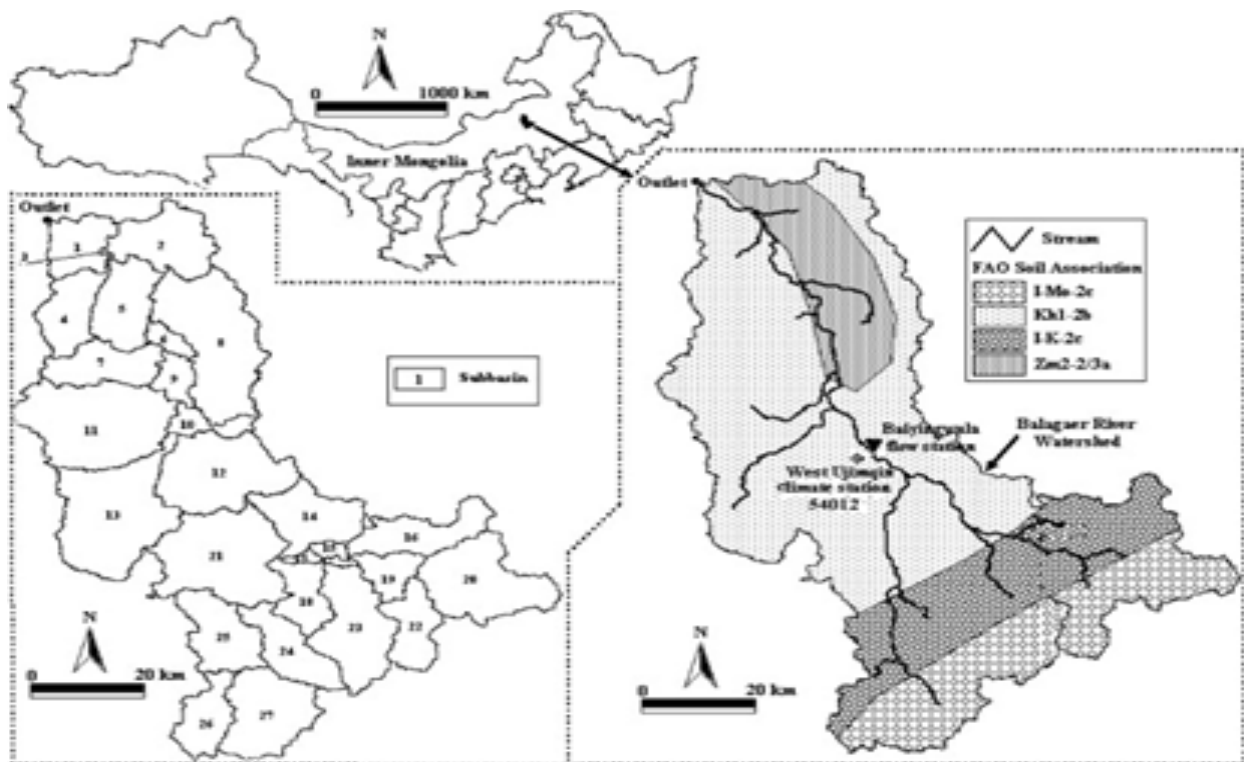 N
0 1000 km
Inner Mongolia
Outlet
1
2
3
4
5
6
7
8
9
10
11
12
13
14
15
16
18
19
20
21
22
23
24
25
26
27
1 Subbasin
N
0 20 km
Outlet
Stream
FAO Soil Association
I-Mo-2c
Kh1-2b
I-K-2c
Zm2-2/3a
flow station
Balagaer River
Watershed
West Ujimqin
climate station
54012
N
0 20 km